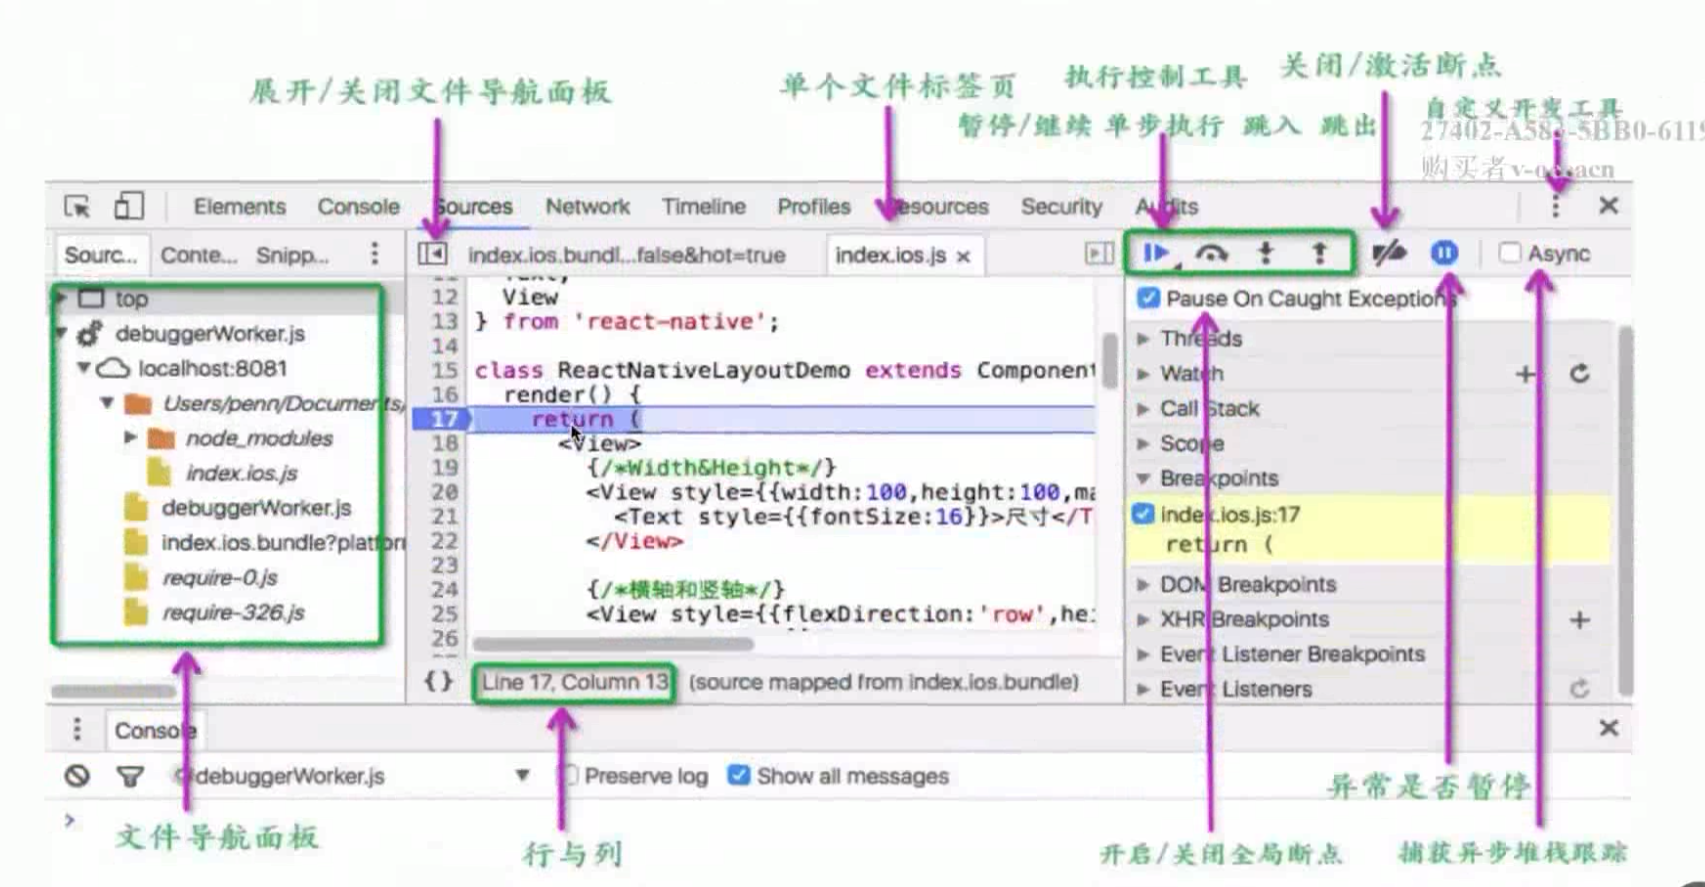 展开/关闭文件导航面板
单个文件标签页
执行控制工具
关闭/激活断点
暂停/继续 单步执行 跳入 跳出
自定义开发工具
购买者
Elements Console Sources Network Timeline Profiles Resources Security Audits
Sourc... Conte... Snipp...
index.ios.bundl...false&hot=true
index.ios.js ×
Async
top
debuggerWorker.js
localhost:8081
Users/penn/Documents/
node_modules
index.ios.js
debuggerWorker.js
index.ios.bundle?platform
require-0.js
require-326.js
Text,
12 View
13 } from 'react-native';
14
15 class ReactNativeLayoutDemo extends Component
16 render() {
17 return (
18 <View>
19 {/*Width&Height*/}
20 <View style={{width:100,height:100,ma
21 <Text style={{fontSize:16}}>尺寸</T
22 </View>
23
24 {/*横轴和竖轴*/}
25 <View style={{flexDirection:'row',hei
26
{} Line 17, Column 13 (source mapped from index.ios.bundle)
Pause On Caught Exceptions
Threads
Watch
Call Stack
Scope
Breakpoints
index.ios.js:17
return (
DOM Breakpoints
XHR Breakpoints
Event Listener Breakpoints
Event Listeners
Console
debuggerWorker.js
Preserve log
Show all messages
文件导航面板
行与列
开启/关闭全局断点
异常是否暂停
捕获异步堆栈跟踪